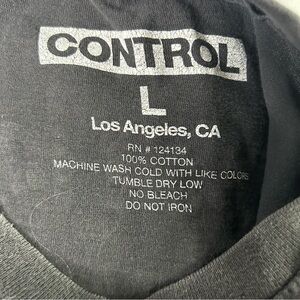 CONTROL
L
Los Angeles, CA
RN # 124134
100% COTTON
MACHINE WASH COLD WITH LIKE COLORS
TUMBLE DRY LOW
NO BLEACH
DO NOT IRON